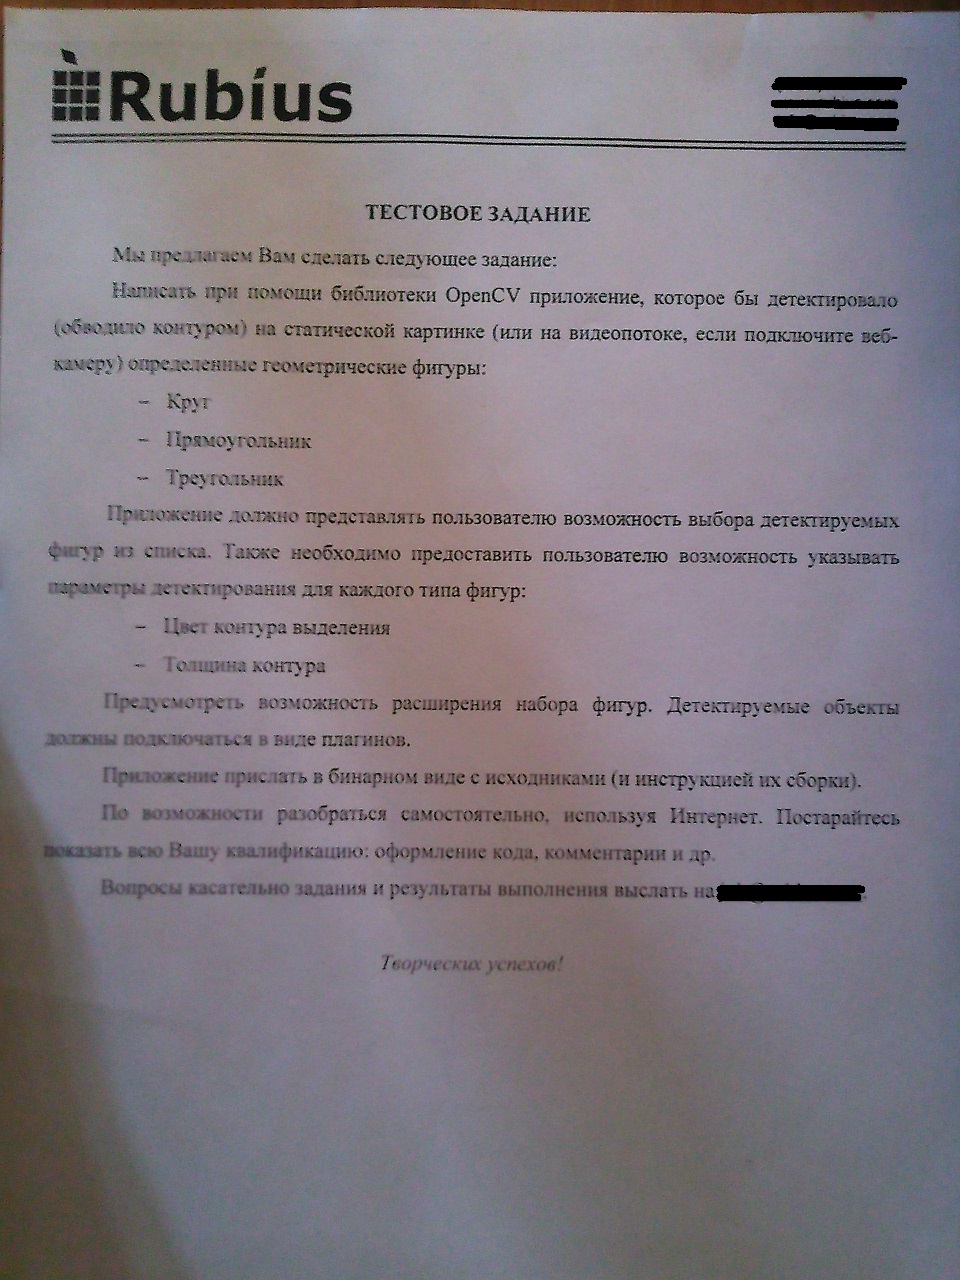 Rubius
ТЕСТОВОЕ ЗАДАНИЕ
Мы предлагаем Вам сделать следующее задание:
Написать при помощи библиотеки OpenCV приложение, которое бы детектировало
(обводило контуром) на статической картинке (или на видеопотоке, если подключите веб-
камеру) определенные геометрические фигуры:
– Круг
– Прямоугольник
– Треугольник
Приложение должно представлять пользователю возможность выбора детектируемых
фигур из списка. Также необходимо предоставить пользователю возможность указывать
параметры детектирования для каждого типа фигур:
– Цвет контура выделения
– Толщина контура
Предусмотреть возможность расширения набора фигур. Детектируемые объекты
должны подключаться в виде плагинов.
Приложение прислать в бинарном виде с исходниками (и инструкцией их сборки).
По возможности разобраться самостоятельно, используя Интернет. Постарайтесь
показать всю Вашу квалификацию: оформление кода, комментарии и др.
Вопросы касательно задания и результаты выполнения выслать на
Творческих успехов!